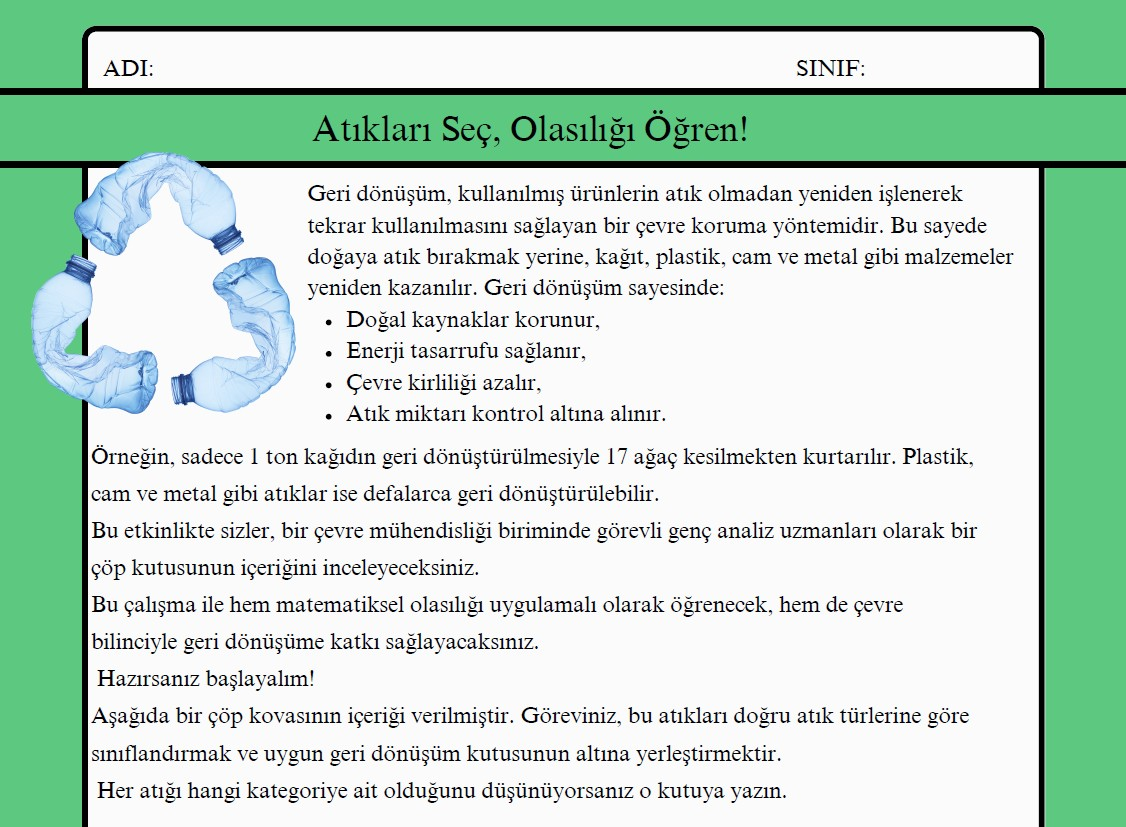 ADI:
SINIF:
Atıkları Seç, Olasılığı Öğren!
Geri dönüşüm, kullanılmış ürünlerin atık olmadan yeniden işlenerek
tekrar kullanılmasını sağlayan bir çevre koruma yöntemidir. Bu sayede
doğaya atık bırakmak yerine, kağıt, plastik, cam ve metal gibi malzemeler
yeniden kazanılır. Geri dönüşüm sayesinde:
• Doğal kaynaklar korunur,
• Enerji tasarrufu sağlanır,
• Çevre kirliliği azalır,
• Atık miktarı kontrol altına alınır.
Örneğin, sadece 1 ton kağıdın geri dönüştürülmesiyle 17 ağaç kesilmekten kurtarılır. Plastik,
cam ve metal gibi atıklar ise defalarca geri dönüştürülebilir.
Bu etkinlikte sizler, bir çevre mühendisliği biriminde görevli genç analiz uzmanları olarak bir
çöp kutusunun içeriğini inceleyeceksiniz.
Bu çalışma ile hem matematiksel olasılığı uygulamalı olarak öğrenecek, hem de çevre
bilinciyle geri dönüşüme katkı sağlayacaksınız.
Hazırsanız başlayalım!
Aşağıda bir çöp kovasının içeriği verilmiştir. Göreviniz, bu atıkları doğru atık türlerine göre
sınıflandırmak ve uygun geri dönüşüm kutusunun altına yerleştirmektir.
Her atığı hangi kategoriye ait olduğunu düşünüyorsanız o kutuya yazın.